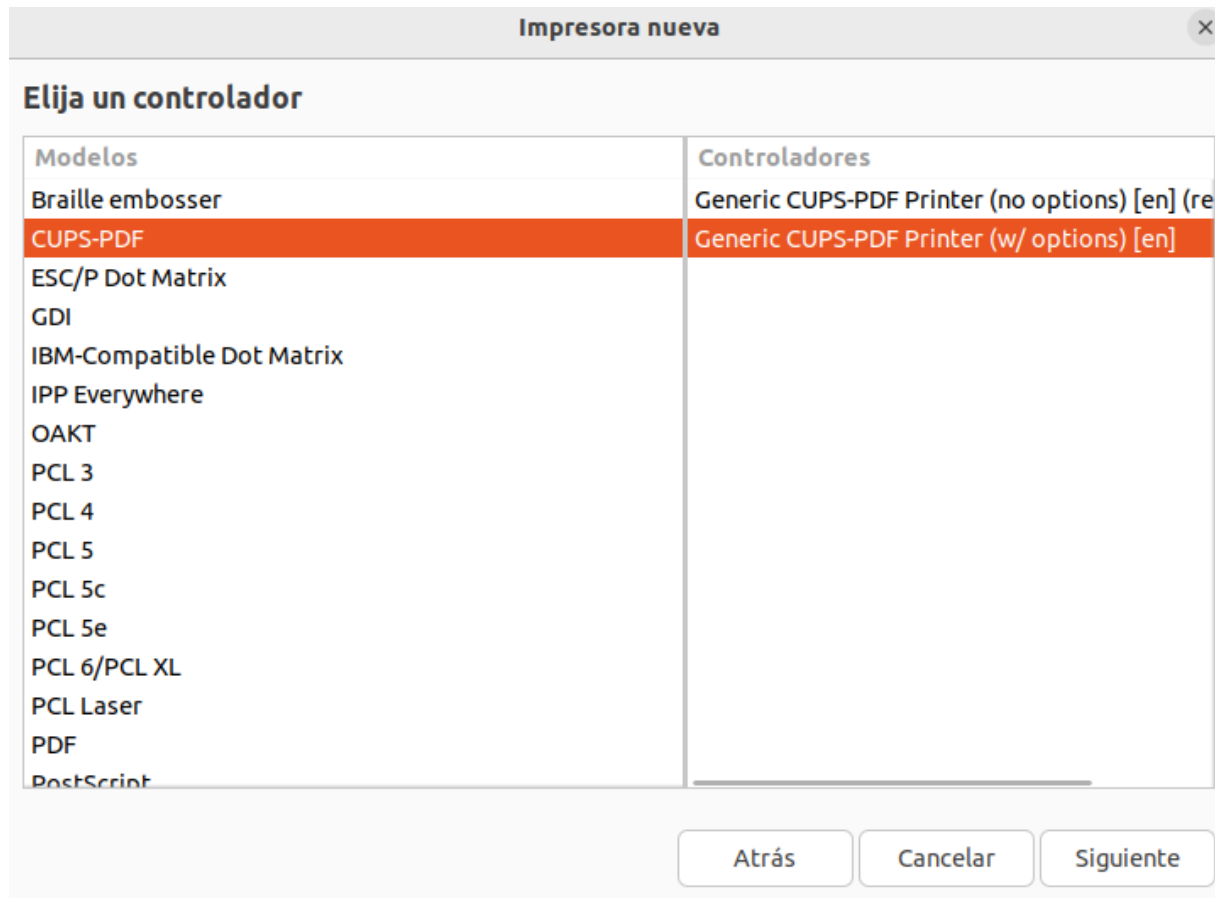 Impresora nueva
Elija un controlador
Modelos
Controladores
Braille embosser
Generic CUPS-PDF Printer (no options) [en] (re
CUPS-PDF
Generic CUPS-PDF Printer (w/ options) [en]
ESC/P Dot Matrix
GDI
IBM-Compatible Dot Matrix
IPP Everywhere
OAKT
PCL 3
PCL 4
PCL 5
PCL 5c
PCL 5e
PCL 6/PCL XL
PCL Laser
PDF
PostScript
Atrás
Cancelar
Siguiente